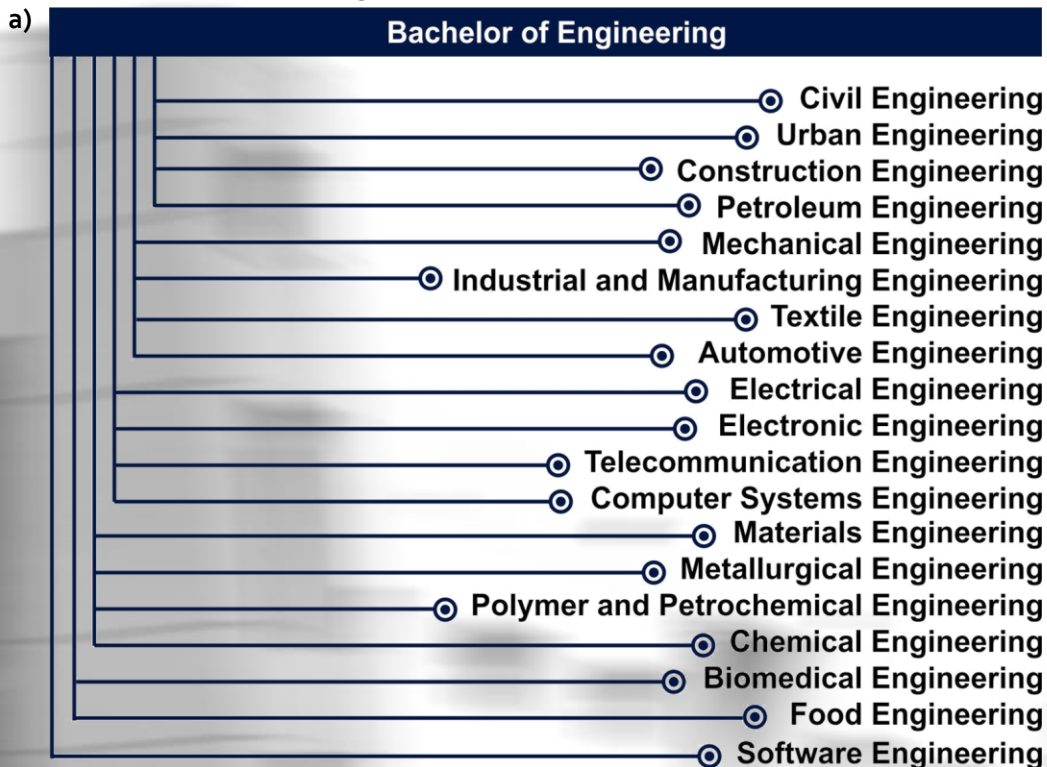 a)
Bachelor of Engineering
Civil Engineering
Urban Engineering
Construction Engineering
Petroleum Engineering
Mechanical Engineering
Industrial and Manufacturing Engineering
Textile Engineering
Automotive Engineering
Electrical Engineering
Electronic Engineering
Telecommunication Engineering
Computer Systems Engineering
Materials Engineering
Metallurgical Engineering
Polymer and Petrochemical Engineering
Chemical Engineering
Biomedical Engineering
Food Engineering
Software Engineering